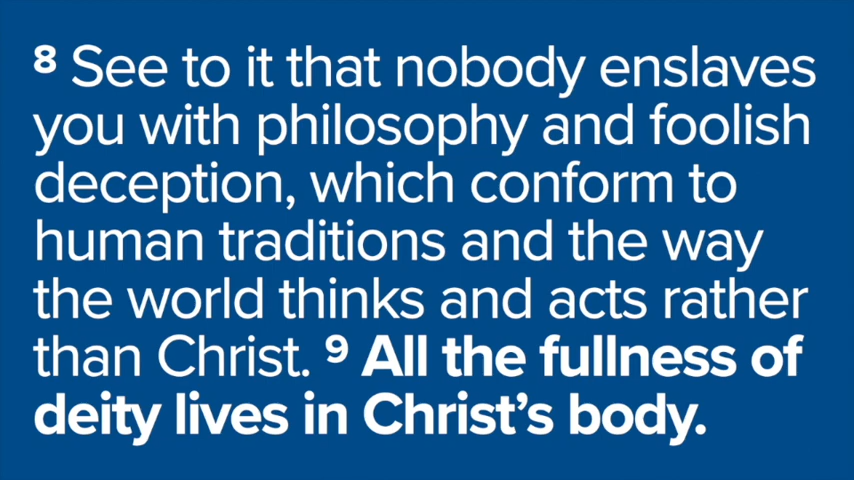 8 See to it that nobody enslaves
you with philosophy and foolish
deception, which conform to
human traditions and the way
the world thinks and acts rather
than Christ. 9 All the fullness of
deity lives in Christ’s body.